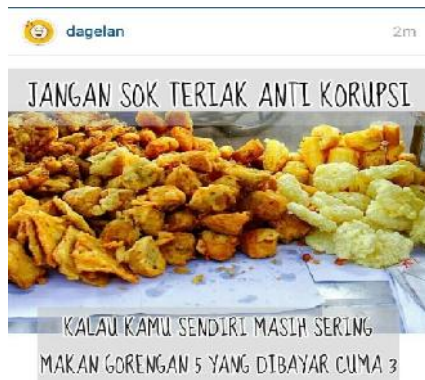 dagelan
2m
JANGAN SOK TERIAK ANTI KORUPSI
KALAU KAMU SENDIRI MASIH SERING
MAKAN GORENGAN 5 YANG DIBAYAR CUMA 3